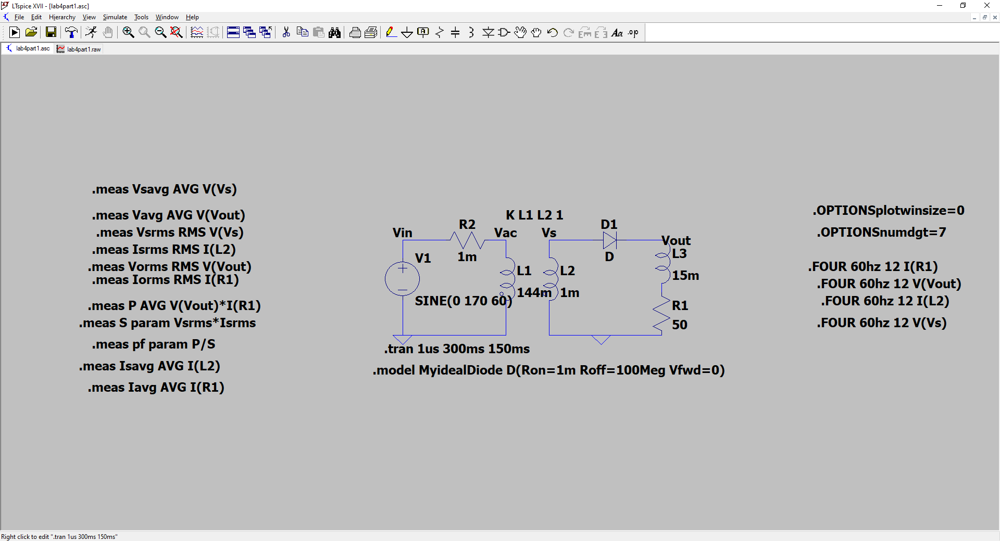 LTspice XVII - [lab4part1.asc]
File Edit Hierarchy View Simulate Tools Window Help
lab4part1.asc lab4part1.raw
.meas Vsavg AVG V(Vs)
.meas Vavg AVG V(Vout)
.meas Vsrms RMS V(Vs)
.meas Isrms RMS I(L2)
.meas Vorms RMS V(Vout)
.meas Iorms RMS I(R1)
.meas P AVG V(Vout)*I(R1)
.meas S param Vsrms*Isrms
.meas pf param P/S
.meas Isavg AVG I(L2)
.meas Iavg AVG I(R1)
K L1 L2 1
Vin
R2
1m
Vac
Vs
D1
D
Vout
L3
15m
V1
SINE(0 170 60)
L1
144m
L2
1m
R1
50
.tran 1us 300ms 150ms
.model MyidealDiode D(Ron=1m Roff=100Meg Vfwd=0)
.OPTIONSplotwinsize=0
.OPTIONSnumdgt=7
.FOUR 60hz 12 I(R1)
.FOUR 60hz 12 V(Vout)
.FOUR 60hz 12 I(L2)
.FOUR 60hz 12 V(Vs)
Right click to edit ".tran 1us 300ms 150ms"